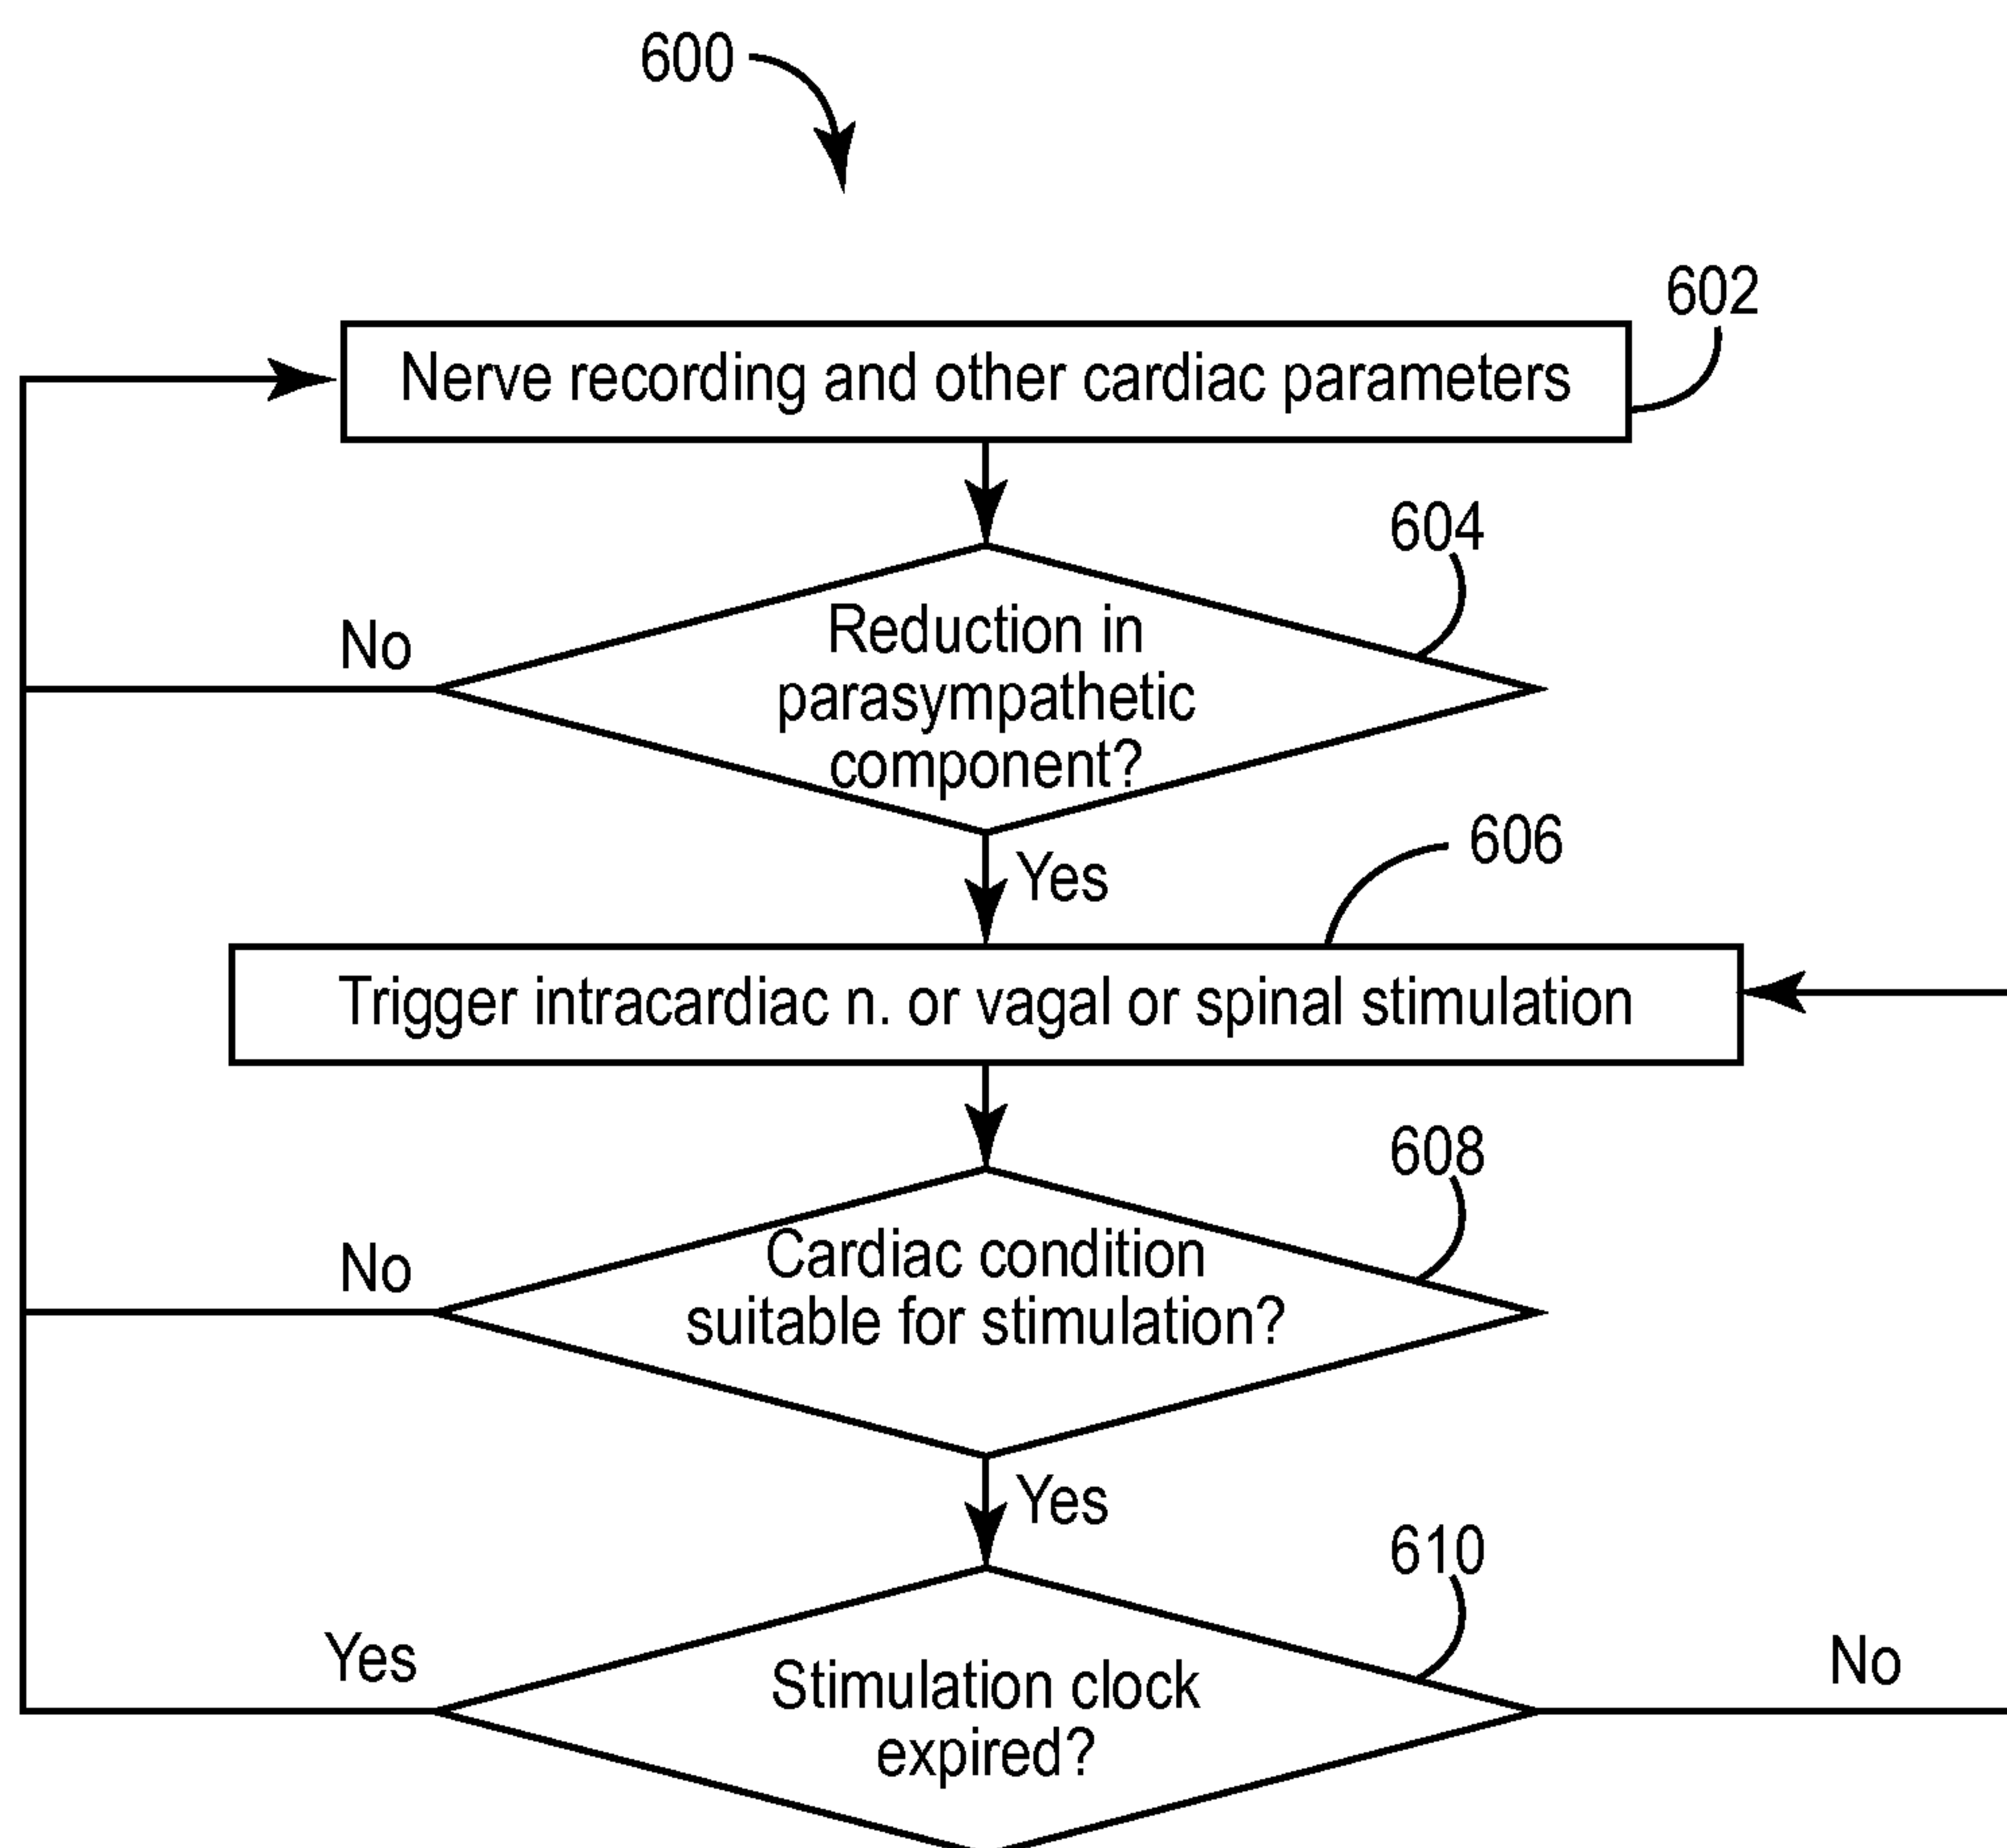 600
602
Nerve recording and other cardiac parameters
604
Reduction in
parasympathetic
component?
No
606
Yes
Trigger intracardiac n. or vagal or spinal stimulation
608
Cardiac condition
suitable for stimulation?
No
Yes
610
Stimulation clock
expired?
Yes
No